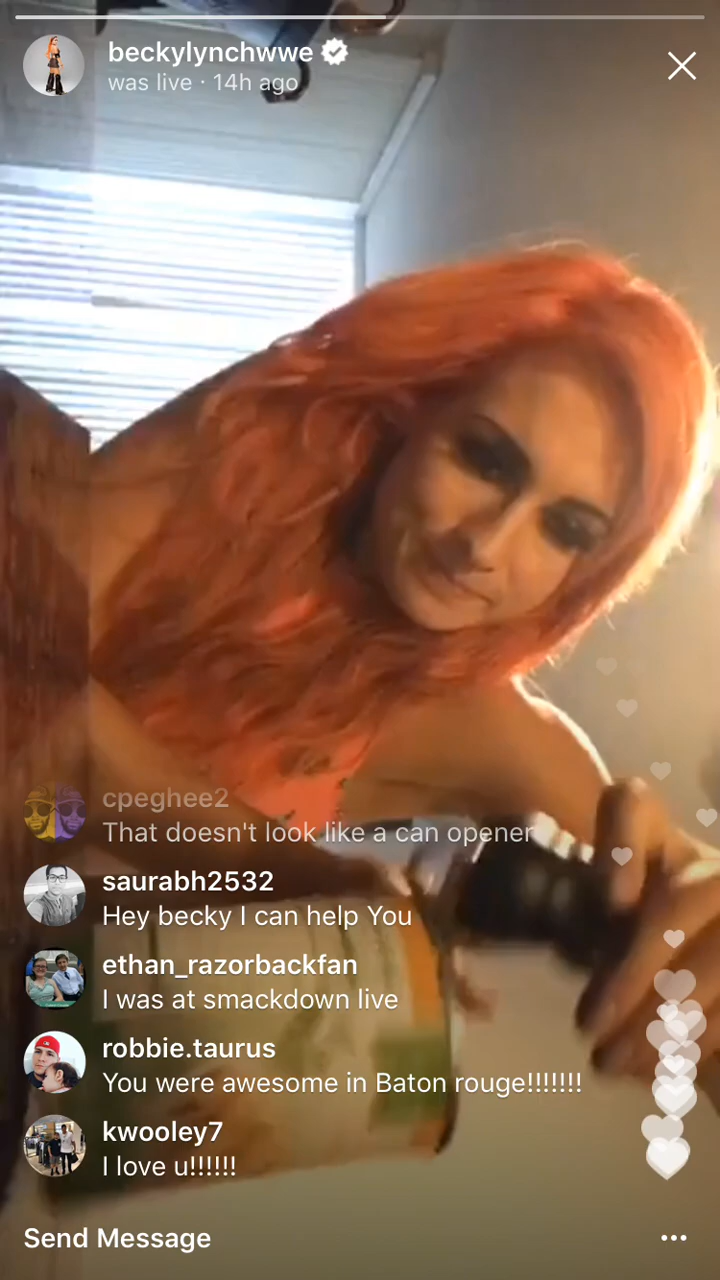 beckylynchwwe
was live · 14h ago
cpeghee2
That doesn't look like a can opener
saurabh2532
Hey becky I can help You
ethan_razorbackfan
I was at smackdown live
robbie.taurus
You were awesome in Baton rouge!!!!!!!
kwooley7
I love u!!!!!!
Send Message